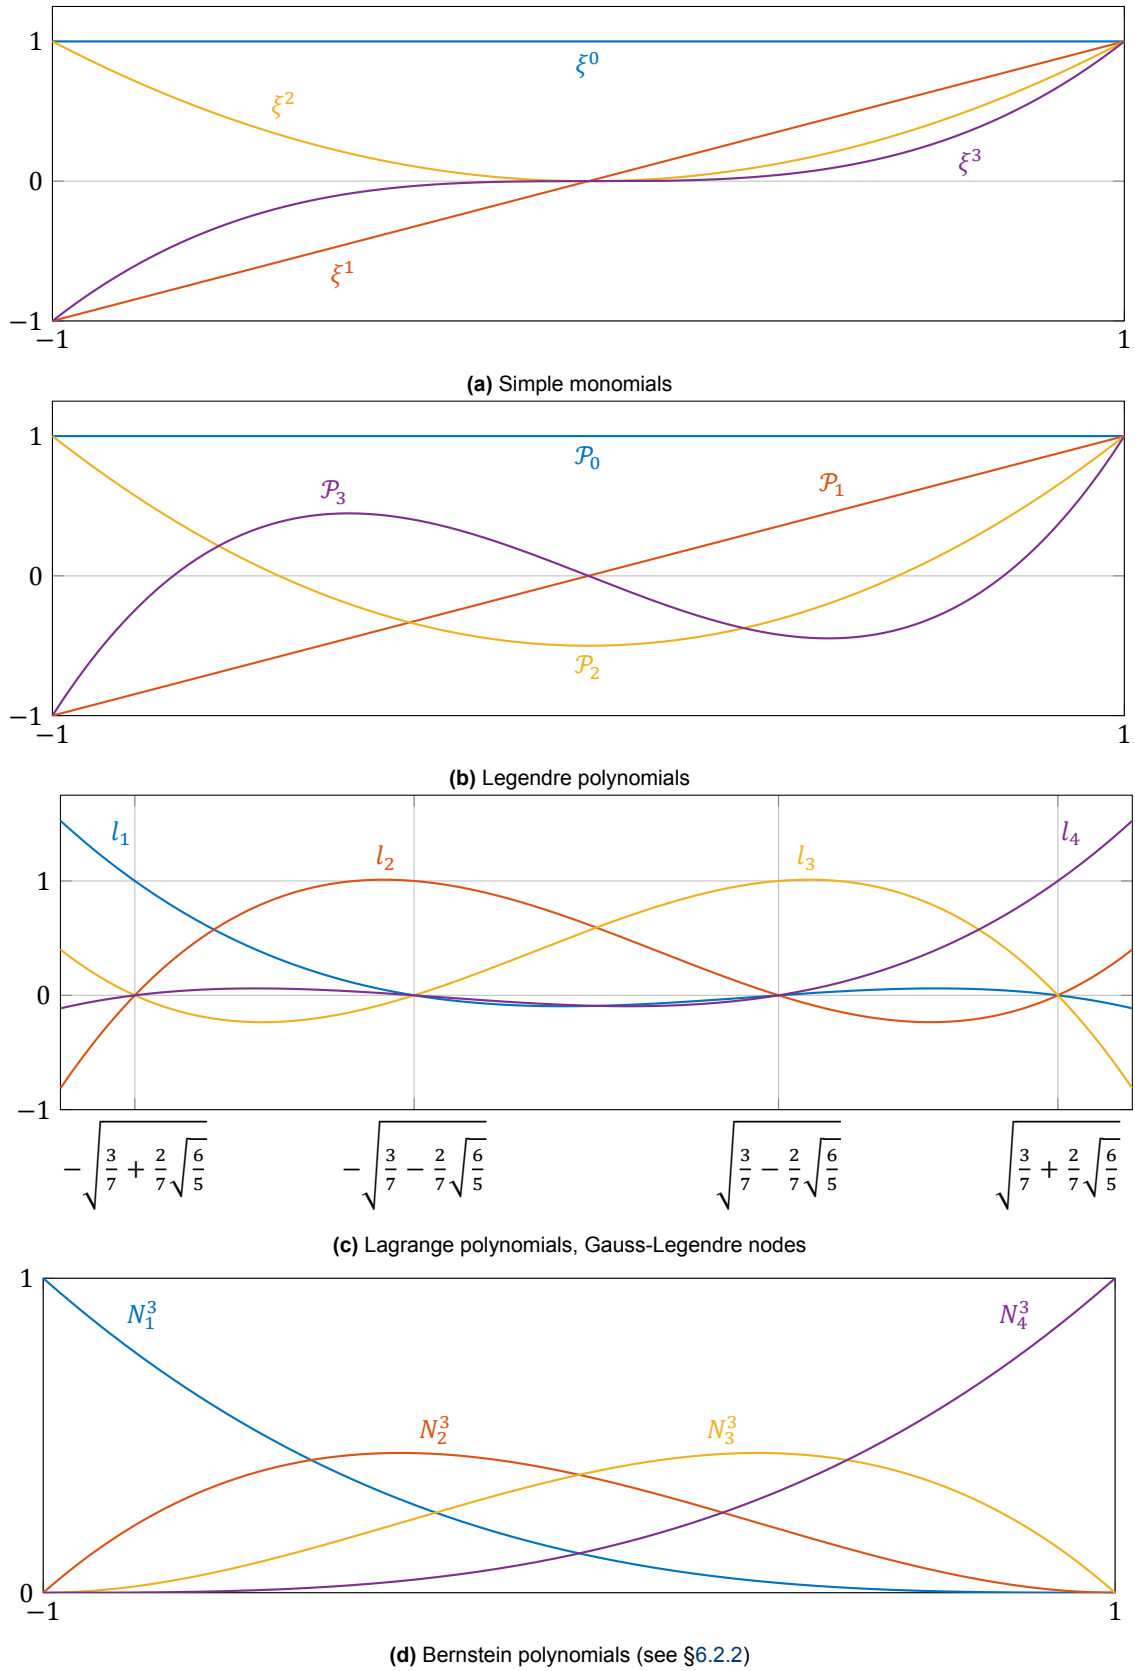 1
ξ⁰
ξ²
0
ξ³
ξ¹
−1
−1 1
(a) Simple monomials
1
𝒫₀
𝒫₃ 𝒫₁
0
𝒫₂
−1
−1 1
(b) Legendre polynomials
l₁ l₂ l₃ l₄
1
0
−1
−√(3/7 + 2/7√(6/5)) −√(3/7 − 2/7√(6/5)) √(3/7 − 2/7√(6/5)) √(3/7 + 2/7√(6/5))
(c) Lagrange polynomials, Gauss-Legendre nodes
1
N₁³ N₄³
N₂³ N₃³
0
−1 1
(d) Bernstein polynomials (see §6.2.2)